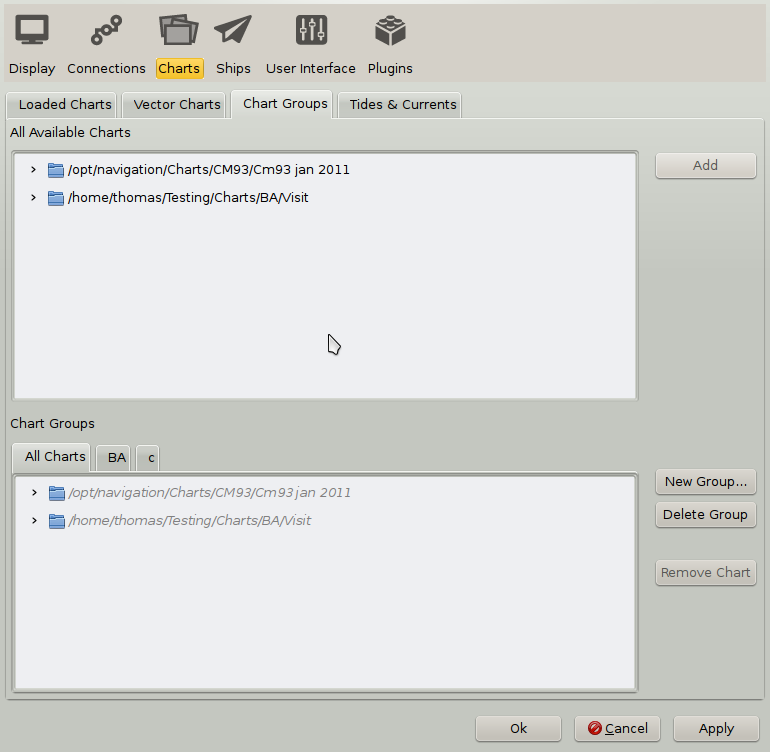 Display Connections Charts Ships User Interface Plugins
Loaded Charts Vector Charts Chart Groups Tides & Currents
All Available Charts
/opt/navigation/Charts/CM93/Cm93 jan 2011
Add
/home/thomas/Testing/Charts/BA/Visit
Chart Groups
All Charts BA c
/opt/navigation/Charts/CM93/Cm93 jan 2011
/home/thomas/Testing/Charts/BA/Visit
New Group...
Delete Group
Remove Chart
Ok Cancel Apply